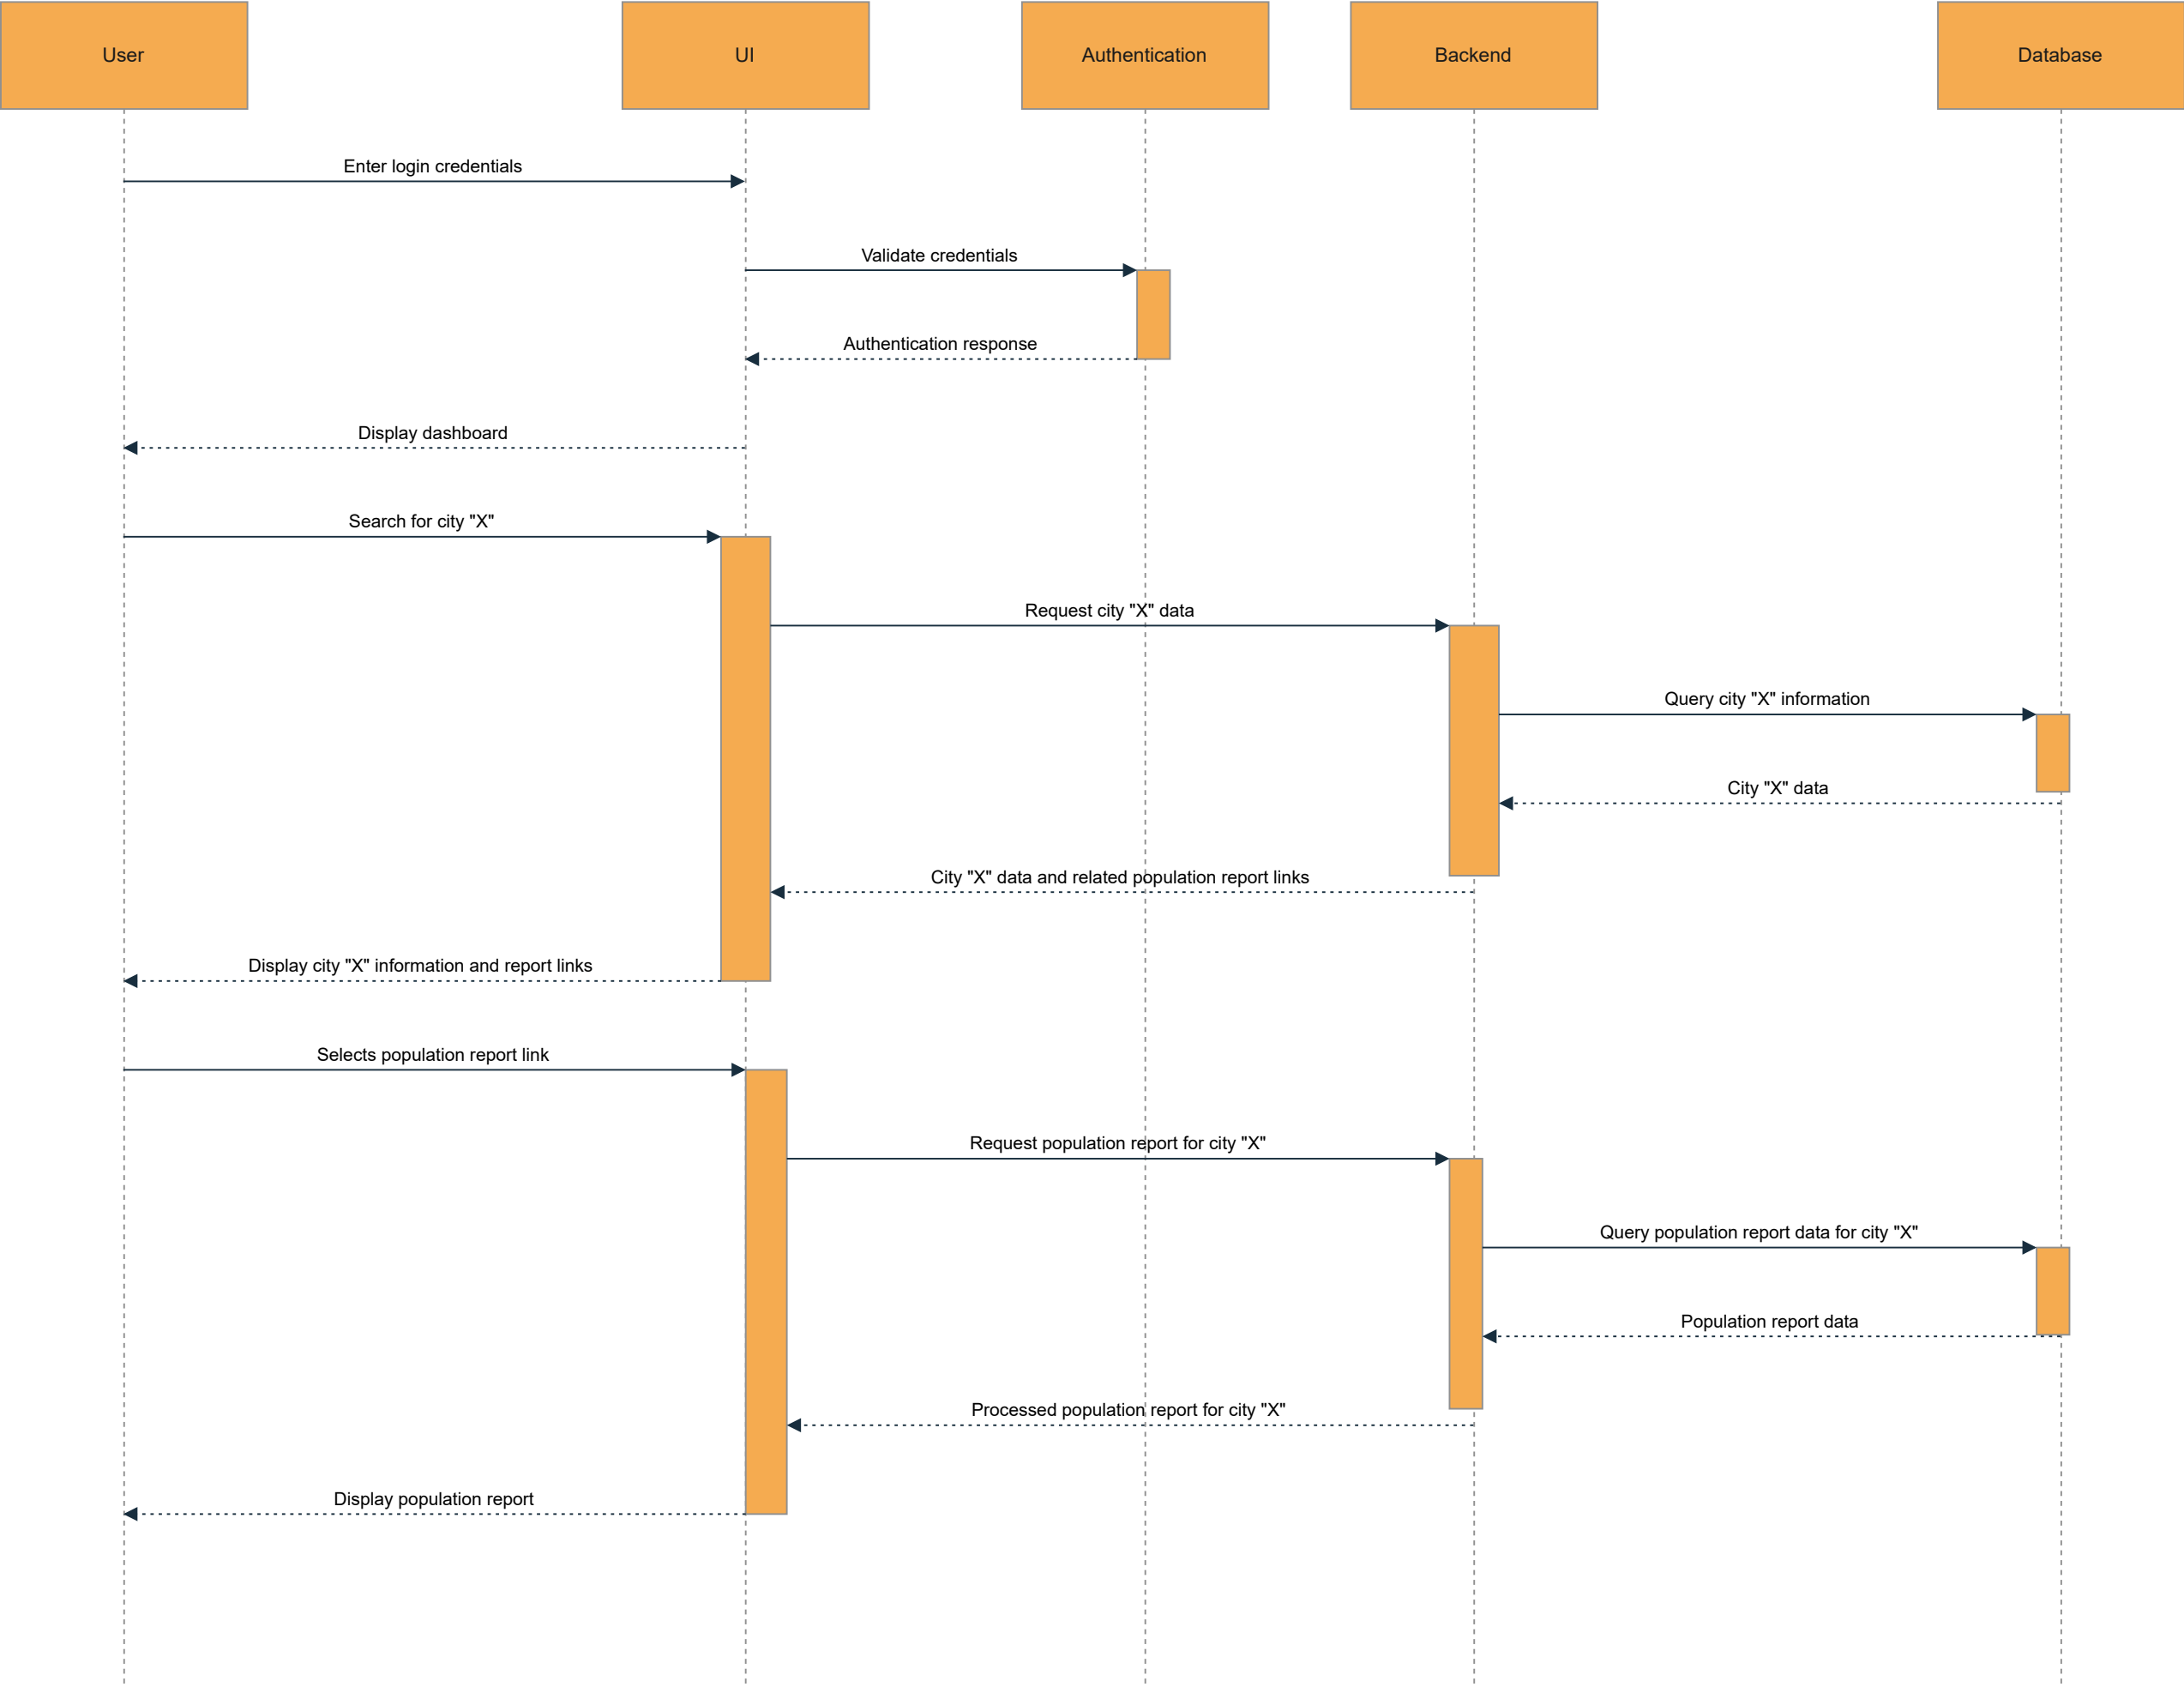 User
UI
Authentication
Backend
Database
Enter login credentials
Validate credentials
Authentication response
Display dashboard
Search for city "X"
Request city "X" data
Query city "X" information
City "X" data
City "X" data and related population report links
Display city "X" information and report links
Selects population report link
Request population report for city "X"
Query population report data for city "X"
Population report data
Processed population report for city "X"
Display population report